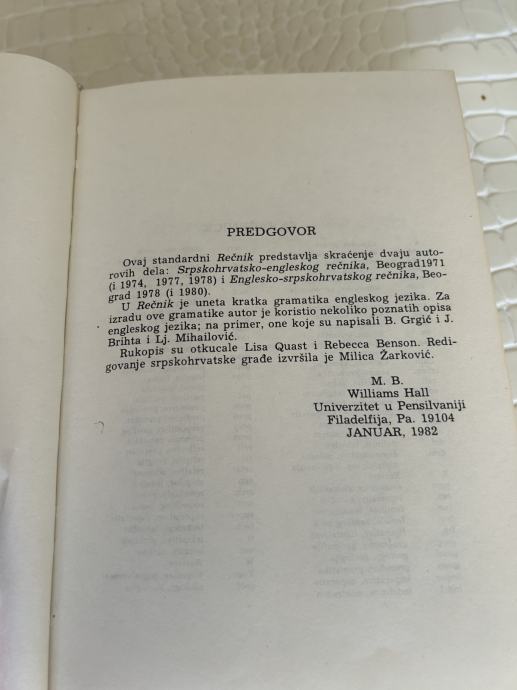 PREDGOVOR
Ovaj standardni Rečnik predstavlja skraćenje dvaju auto-
rovih dela: Srpskohrvatsko-engleskog rečnika, Beograd1971
(i 1974, 1977, 1978) i Englesko-srpskohrvatskog rečnika, Beo-
grad 1978 (i 1980).
U Rečnik je uneta kratka gramatika engleskog jezika. Za
izradu ove gramatike autor je koristio nekoliko poznatih opisa
engleskog jezika; na primer, one koje su napisali B. Grgić i J.
Brihta i Lj. Mihailović.
Rukopis su otkucale Lisa Quast i Rebecca Benson. Redi-
govanje srpskohrvatske građe izvršila je Milica Žarković.
M. B.
Williams Hall
Univerzitet u Pensilvaniji
Filadelfija, Pa. 19104
JANUAR, 1982